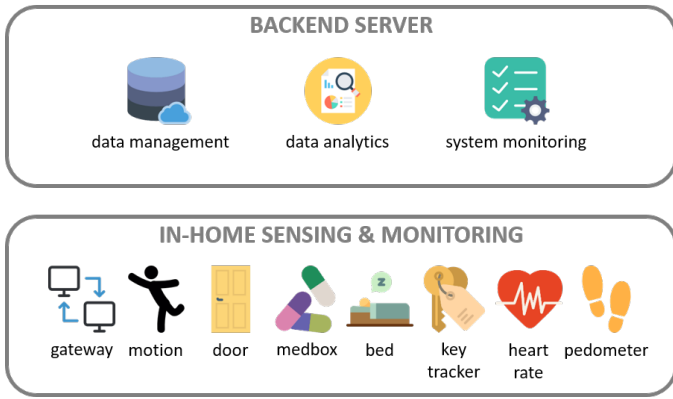 BACKEND SERVER
data management data analytics system monitoring
IN-HOME SENSING & MONITORING
z
gateway motion door medbox bed key tracker heart rate pedometer